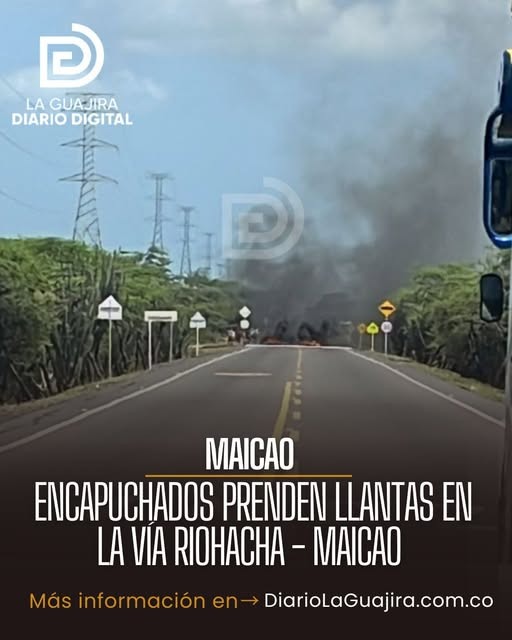 LA GUAJIRA
DIARIO DIGITAL
MAICAO
ENCAPUCHADOS PRENDEN LLANTAS EN
LA VÍA RIOHACHA - MAICAO
Más información en→ DiarioLaGuajira.com.co